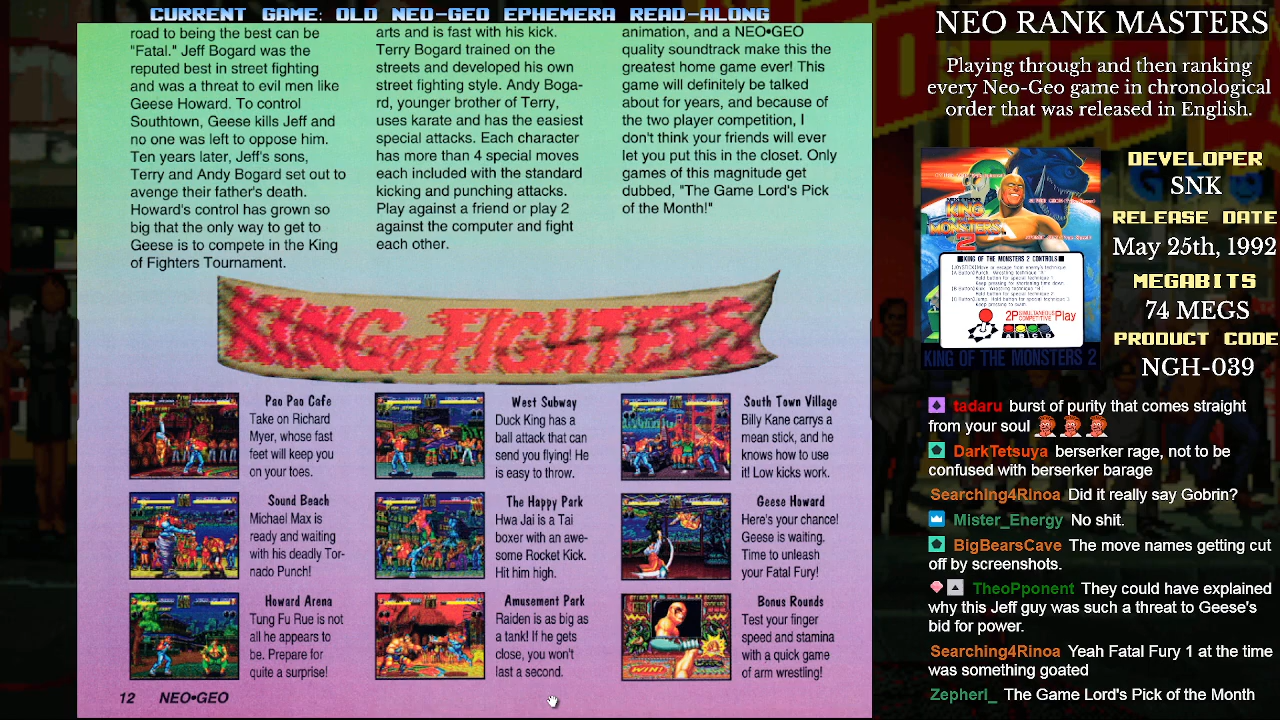 CURRENT GAME: OLD NEO-GEO EPHEMERA READ-ALONG
road to being the best can be
"Fatal." Jeff Bogard was the
reputed best in street fighting
and was a threat to evil men like
Geese Howard. To control
Southtown, Geese kills Jeff and
no one was left to oppose him.
Ten years later, Jeff's sons,
Terry and Andy Bogard set out to
avenge their father's death.
Howard's control has grown so
big that the only way to get to
Geese is to compete in the King
of Fighters Tournament.
arts and is fast with his kick.
Terry Bogard trained on the
streets and developed his own
street fighting style. Andy Boga-
rd, younger brother of Terry,
uses karate and has the easiest
special attacks. Each character
has more than 4 special moves
each included with the standard
kicking and punching attacks.
Play against a friend or play 2
against the computer and fight
each other.
animation, and a NEO•GEO
quality soundtrack make this the
greatest home game ever! This
game will definitely be talked
about for years, and because of
the two player competition, I
don't think your friends will ever
let you put this in the closet. Only
games of this magnitude get
dubbed, "The Game Lord's Pick
of the Month!"
KING OF FIGHTERS
Pao Pao Cafe
Take on Richard
Myer, whose fast
feet will keep you
on your toes.
West Subway
Duck King has a
ball attack that can
send you flying! He
is easy to throw.
South Town Village
Billy Kane carrys a
mean stick, and he
knows how to use
it! Low kicks work.
Sound Beach
Michael Max is
ready and waiting
with his deadly Tor-
nado Punch!
The Happy Park
Hwa Jai is a Tai
boxer with an awe-
some Rocket Kick.
Hit him high.
Geese Howard
Here's your chance!
Geese is waiting.
Time to unleash
your Fatal Fury!
Howard Arena
Tung Fu Rue is not
all he appears to
be. Prepare for
quite a surprise!
Amusement Park
Raiden is as big as
a tank! If he gets
close, you won't
last a second.
Bonus Rounds
Test your finger
speed and stamina
with a quick game
of arm wrestling!
12 NEO•GEO
NEO RANK MASTERS
Playing through and then ranking
every Neo-Geo game in chronological
order that was released in English.
KING OF THE MONSTERS 2
KING OF THE MONSTERS 2 CONTROLS
2P SIMULTANEOUS COMPETITIVE Play
A B C D
KING OF THE MONSTERS 2
DEVELOPER
SNK
RELEASE DATE
May 25th, 1992
MEGABITS
74 MEGS
PRODUCT CODE
NGH-039
tadaru burst of purity that comes straight
from your soul
DarkTetsuya berserker rage, not to be
confused with berserker barage
Searching4Rinoa Did it really say Gobrin?
Mister_Energy No shit.
BigBearsCave The move names getting cut
off by screenshots.
TheoPponent They could have explained
why this Jeff guy was such a threat to Geese's
bid for power.
Searching4Rinoa Yeah Fatal Fury 1 at the time
was something goated
Zepherl_ The Game Lord's Pick of the Month